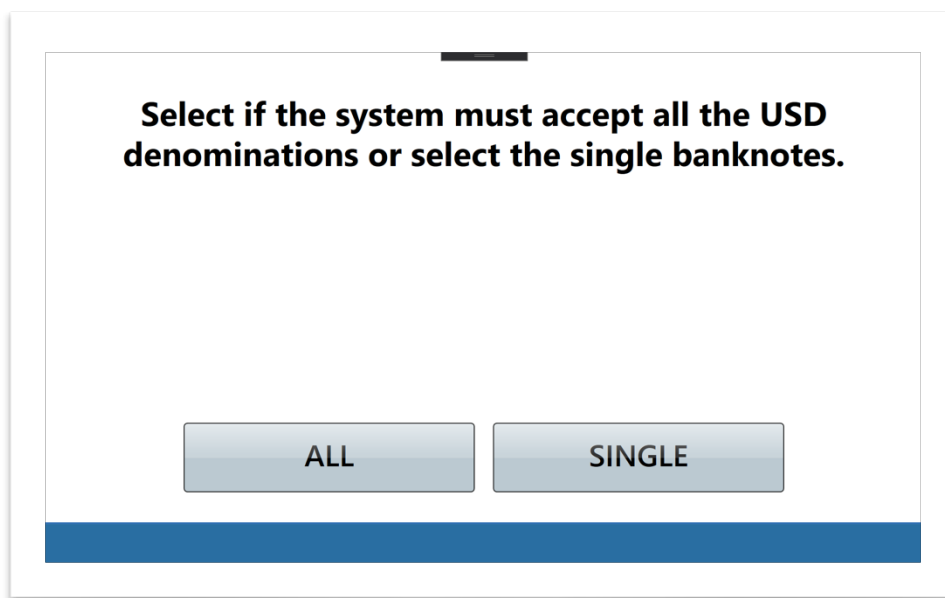 Select if the system must accept all the USD
denominations or select the single banknotes.
ALL
SINGLE